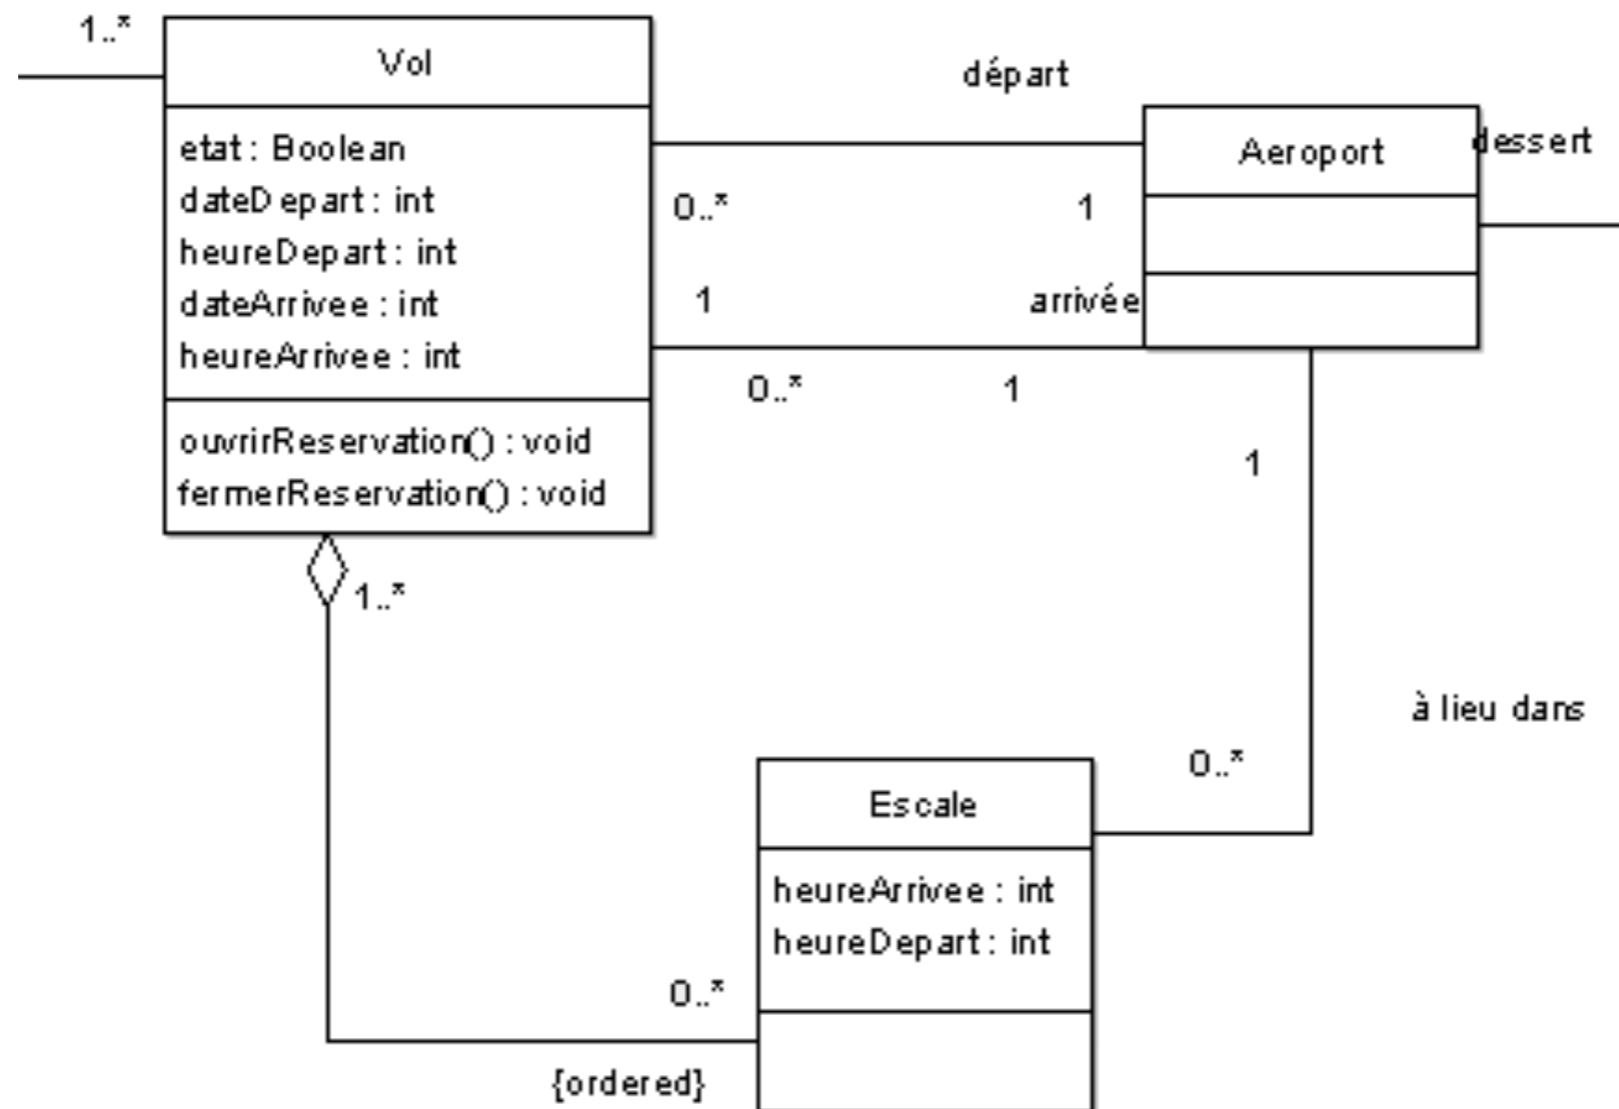 1..*
Vol
etat : Boolean
dateDepart : int
heureDepart : int
dateArrivee : int
heureArrivee : int
ouvrirReservation() : void
fermerReservation() : void
départ
0..*
1
Aeroport
dessert
1
arrivée
0..*
1
1
à lieu dans
0..*
1..*
Escale
heureArrivee : int
heureDepart : int
0..*
{ordered}